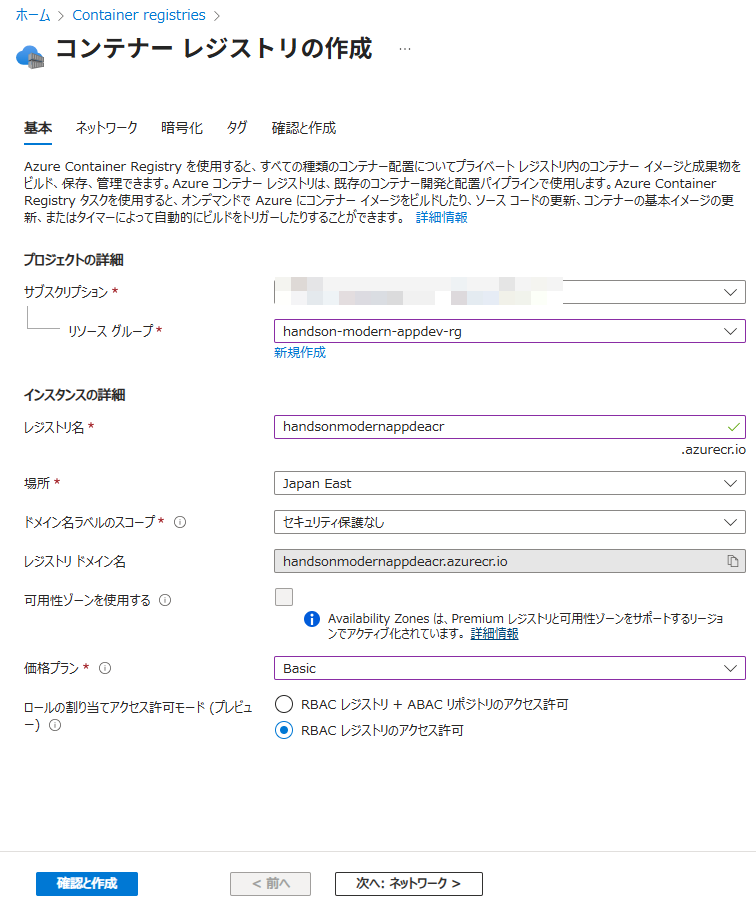 ホーム > Container registries >
コンテナー レジストリの作成 …
基本 ネットワーク 暗号化 タグ 確認と作成
Azure Container Registry を使用すると、すべての種類のコンテナー配置についてプライベート レジストリ内のコンテナー イメージと成果物を
ビルド、保存、管理できます。Azure コンテナー レジストリは、既存のコンテナー開発と配置パイプラインで使用します。Azure Container
Registry タスクを使用すると、オンデマンドで Azure にコンテナー イメージをビルドしたり、ソース コードの更新、コンテナーの基本イメージの更
新、またはタイマーによって自動的にビルドをトリガーしたりすることができます。 詳細情報
プロジェクトの詳細
サブスクリプション *
リソース グループ * handson-modern-appdev-rg
新規作成
インスタンスの詳細
レジストリ名 * handsonmodernappdeacr
.azurecr.io
場所 * Japan East
ドメイン名ラベルのスコープ * セキュリティ保護なし
レジストリ ドメイン名 handsonmodernappdeacr.azurecr.io
可用性ゾーンを使用する
Availability Zones は、Premium レジストリと可用性ゾーンをサポートするリージョ
ンでアクティブ化されています。 詳細情報
価格プラン * Basic
ロールの割り当てアクセス許可モード (プレビュ
ー)
RBAC レジストリ + ABAC リポジトリのアクセス許可
RBAC レジストリのアクセス許可
確認と作成 < 前へ 次へ: ネットワーク >